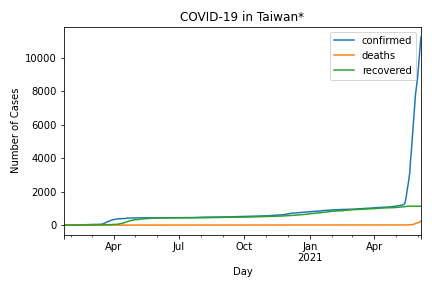 COVID-19 in Taiwan*
confirmed
deaths
recovered
Number of Cases
10000
8000
6000
4000
2000
0
Apr Jul Oct Jan Apr
2021
Day